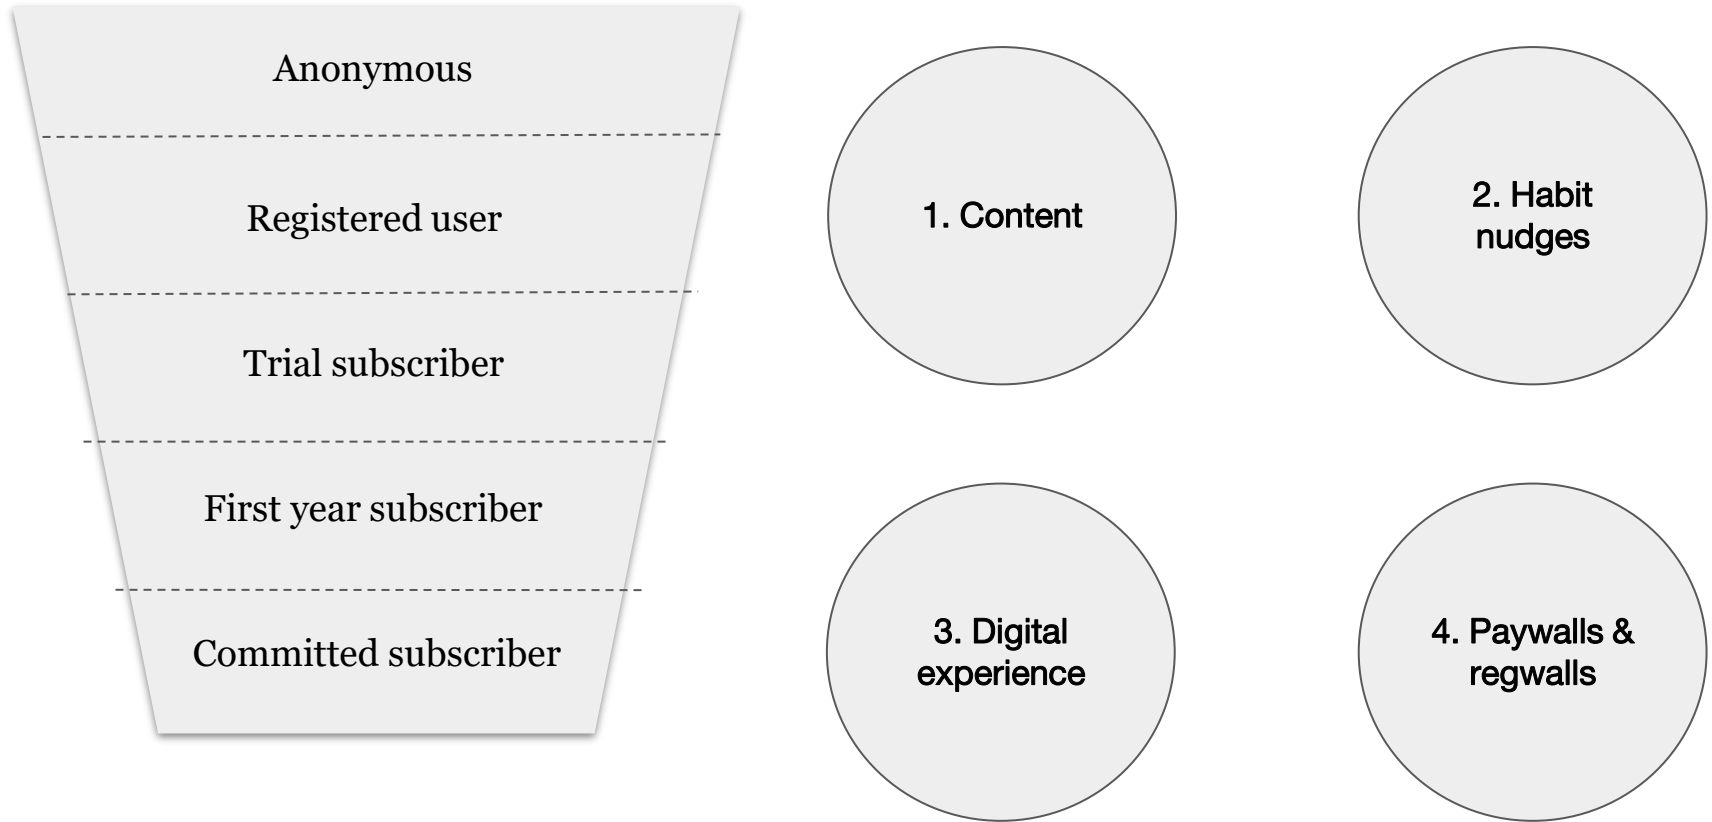 Anonymous
Registered user
Trial subscriber
First year subscriber
Committed subscriber
1. Content
2. Habit
nudges
3. Digital
experience
4. Paywalls &
regwalls